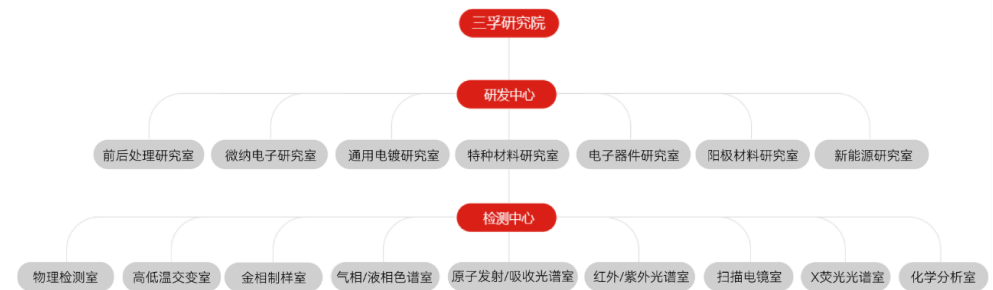 三孚研究院
研发中心
前后处理研究室
微纳电子研究室
通用电镀研究室
特种材料研究室
电子器件研究室
阳极材料研究室
新能源研究室
检测中心
物理检测室
高低温交变室
金相制样室
气相/液相色谱室
原子发射/吸收光谱室
红外/紫外光谱室
扫描电镜室
X荧光光谱室
化学分析室